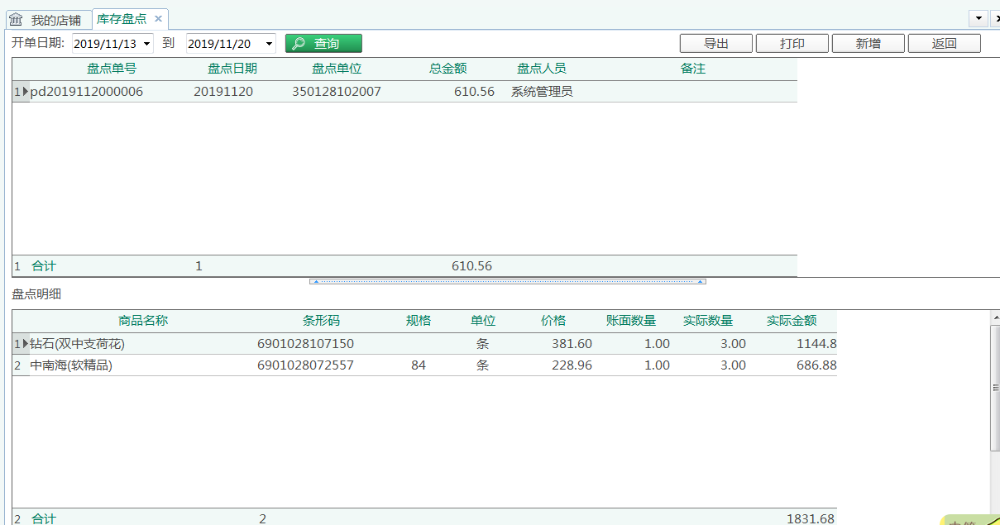 我的店铺 库存盘点
开单日期: 2019/11/13 到 2019/11/20 查询 导出 打印 新增 返回
盘点单号 盘点日期 盘点单位 总金额 盘点人员 备注
1 pd2019112000006 20191120 350128102007 610.56 系统管理员
1 合计 1 610.56
盘点明细
商品名称 条形码 规格 单位 价格 账面数量 实际数量 实际金额
1 钻石(双中支荷花) 6901028107150 条 381.60 1.00 3.00 1144.8
2 中南海(软精品) 6901028072557 84 条 228.96 1.00 3.00 686.88
2 合计 2 1831.68